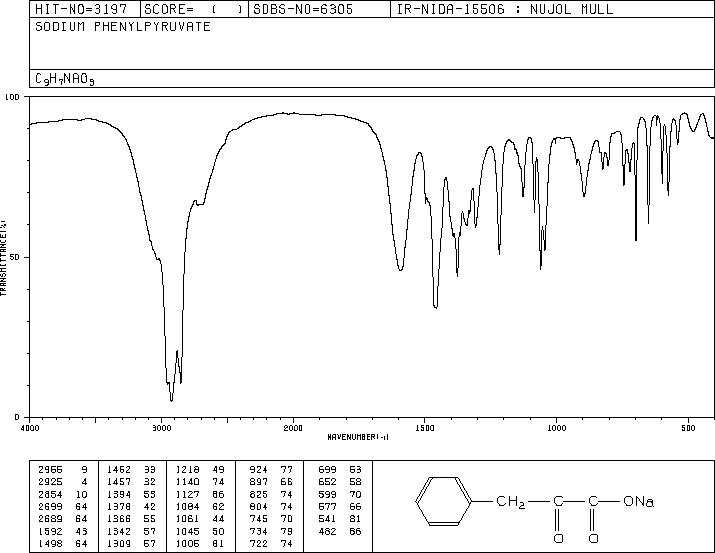 HIT-NO=3197 SCORE= ( ) SDBS-NO=6305 IR-NIDA-15506 : NUJOL MULL
SODIUM PHENYLPYRUVATE
C9H7NAO3
100
50
0
TRANSMITTANCE(%)
4000 3000 2000 1500 1000 500
WAVENUMBER(-1)
2955 9 1462 33 1218 49 924 77 699 53
2925 4 1457 32 1140 74 897 66 652 58
2854 10 1394 55 1127 66 825 74 599 70
2699 64 1378 42 1084 62 804 74 577 66
2689 64 1366 55 1061 44 745 70 541 81
1592 43 1342 57 1045 50 734 79 482 86
1498 64 1309 57 1005 81 722 74
CH2 C C ONa
O O